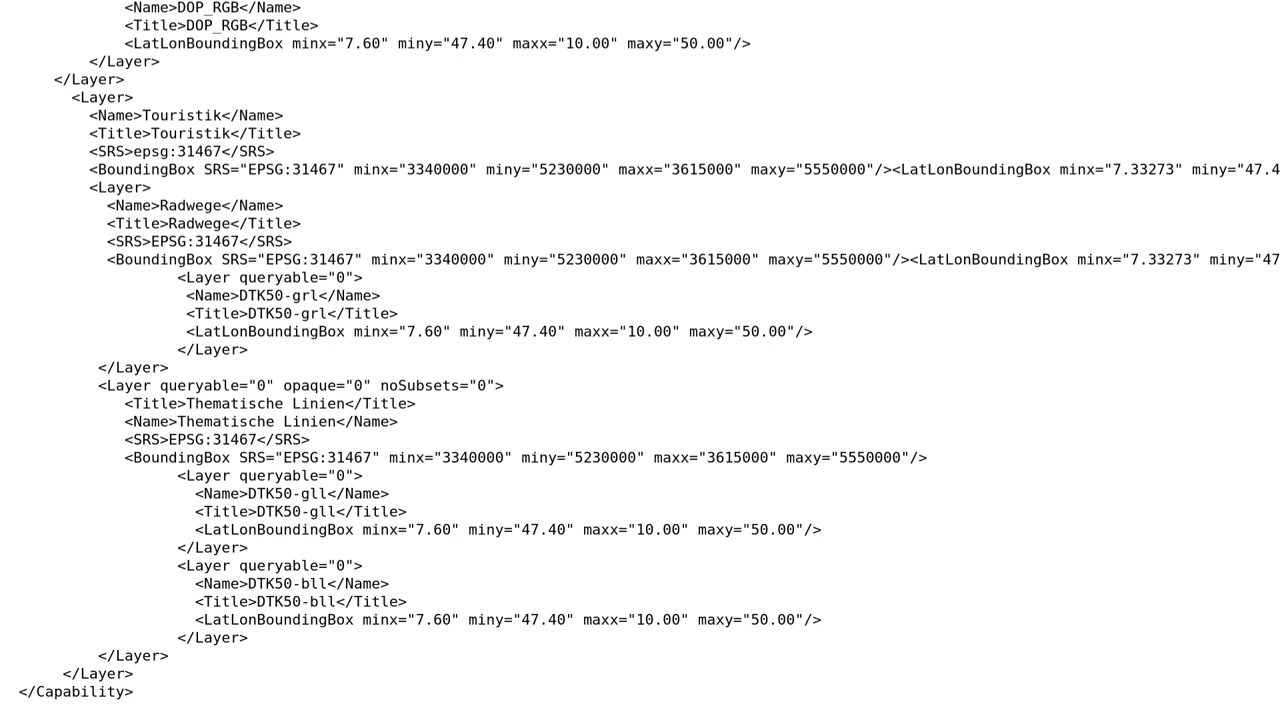 <Name>DOP_RGB</Name>
<Title>DOP_RGB</Title>
<LatLonBoundingBox minx="7.60" miny="47.40" maxx="10.00" maxy="50.00"/>
</Layer>
</Layer>
<Layer>
<Name>Touristik</Name>
<Title>Touristik</Title>
<SRS>epsg:31467</SRS>
<BoundingBox SRS="EPSG:31467" minx="3340000" miny="5230000" maxx="3615000" maxy="5550000"/><LatLonBoundingBox minx="7.33273" miny="47.4
<Layer>
<Name>Radwege</Name>
<Title>Radwege</Title>
<SRS>EPSG:31467</SRS>
<BoundingBox SRS="EPSG:31467" minx="3340000" miny="5230000" maxx="3615000" maxy="5550000"/><LatLonBoundingBox minx="7.33273" miny="47
<Layer queryable="0">
<Name>DTK50-grl</Name>
<Title>DTK50-grl</Title>
<LatLonBoundingBox minx="7.60" miny="47.40" maxx="10.00" maxy="50.00"/>
</Layer>
</Layer>
<Layer queryable="0" opaque="0" noSubsets="0">
<Title>Thematische Linien</Title>
<Name>Thematische Linien</Name>
<SRS>EPSG:31467</SRS>
<BoundingBox SRS="EPSG:31467" minx="3340000" miny="5230000" maxx="3615000" maxy="5550000"/>
<Layer queryable="0">
<Name>DTK50-gll</Name>
<Title>DTK50-gll</Title>
<LatLonBoundingBox minx="7.60" miny="47.40" maxx="10.00" maxy="50.00"/>
</Layer>
<Layer queryable="0">
<Name>DTK50-bll</Name>
<Title>DTK50-bll</Title>
<LatLonBoundingBox minx="7.60" miny="47.40" maxx="10.00" maxy="50.00"/>
</Layer>
</Layer>
</Layer>
</Capability>